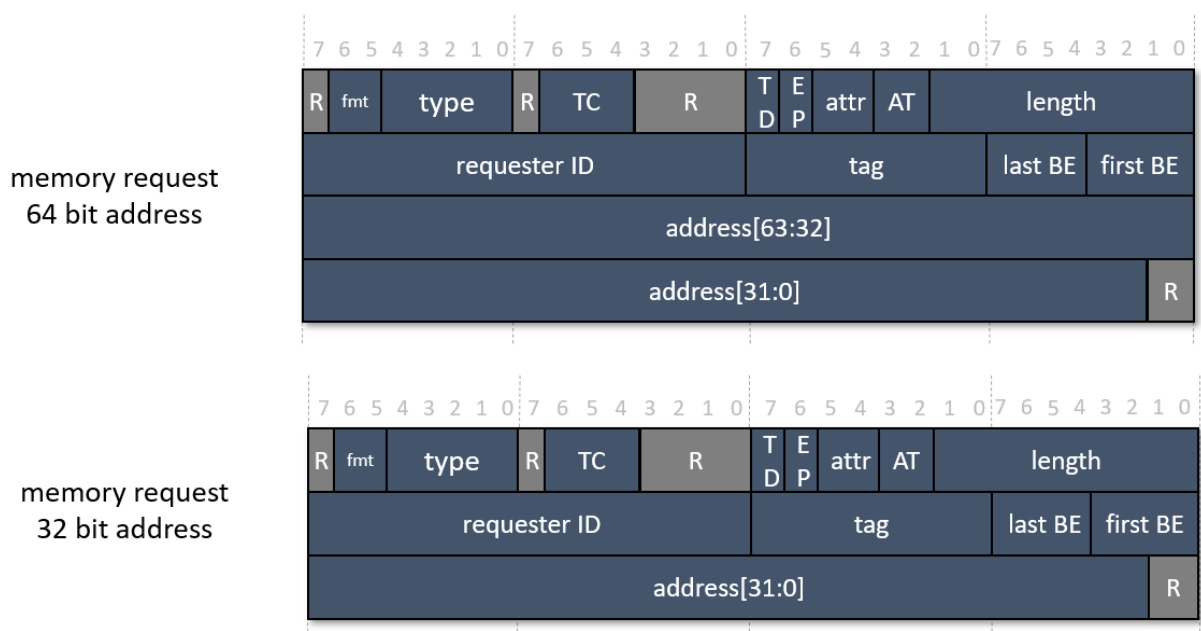 7 6 5 4 3 2 1 0 7 6 5 4 3 2 1 0 7 6 5 4 3 2 1 0 7 6 5 4 3 2 1 0
R fmt type R TC R TD EP attr AT length
requester ID tag last BE first BE
memory request
64 bit address
address[63:32]
address[31:0] R
7 6 5 4 3 2 1 0 7 6 5 4 3 2 1 0 7 6 5 4 3 2 1 0 7 6 5 4 3 2 1 0
R fmt type R TC R TD EP attr AT length
memory request
32 bit address
requester ID tag last BE first BE
address[31:0] R